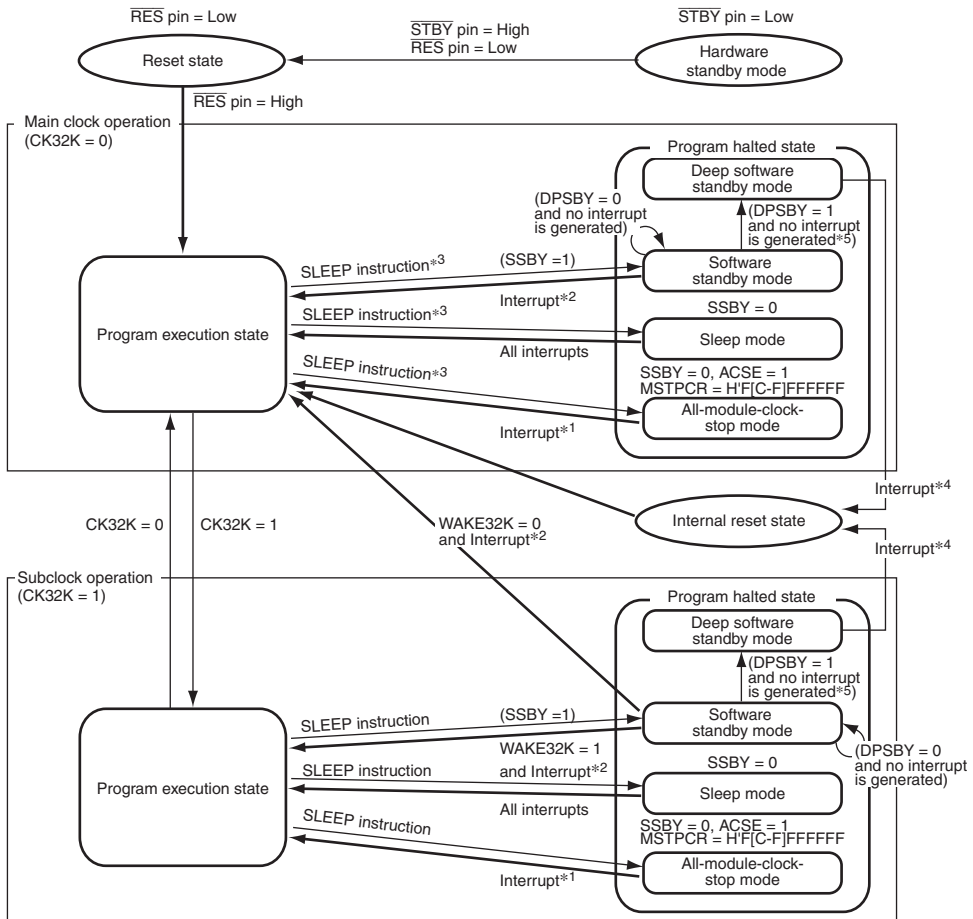 RES pin = Low
STBY pin = High
RES pin = Low
STBY pin = Low
Reset state
Hardware
standby mode
RES pin = High
Main clock operation
(CK32K = 0)
Program halted state
Deep software
standby mode
(DPSBY = 0
and no interrupt
is generated)
(DPSBY = 1
and no interrupt
is generated*5)
Program execution state
SLEEP instruction*3
(SSBY =1)
Software
standby mode
Interrupt*2
SLEEP instruction*3
SSBY = 0
Sleep mode
All interrupts
SLEEP instruction*3
SSBY = 0, ACSE = 1
MSTPCR = H'F[C-F]FFFFFF
All-module-clock-
stop mode
Interrupt*1
Interrupt*4
CK32K = 0
CK32K = 1
WAKE32K = 0
and Interrupt*2
Internal reset state
Interrupt*4
Subclock operation
(CK32K = 1)
Program halted state
Deep software
standby mode
(DPSBY = 1
and no interrupt
is generated*5)
Program execution state
SLEEP instruction
(SSBY =1)
Software
standby mode
(DPSBY = 0
and no interrupt
is generated)
WAKE32K = 1
and Interrupt*2
SLEEP instruction
SSBY = 0
Sleep mode
All interrupts
SLEEP instruction
SSBY = 0, ACSE = 1
MSTPCR = H'F[C-F]FFFFFF
All-module-clock-
stop mode
Interrupt*1